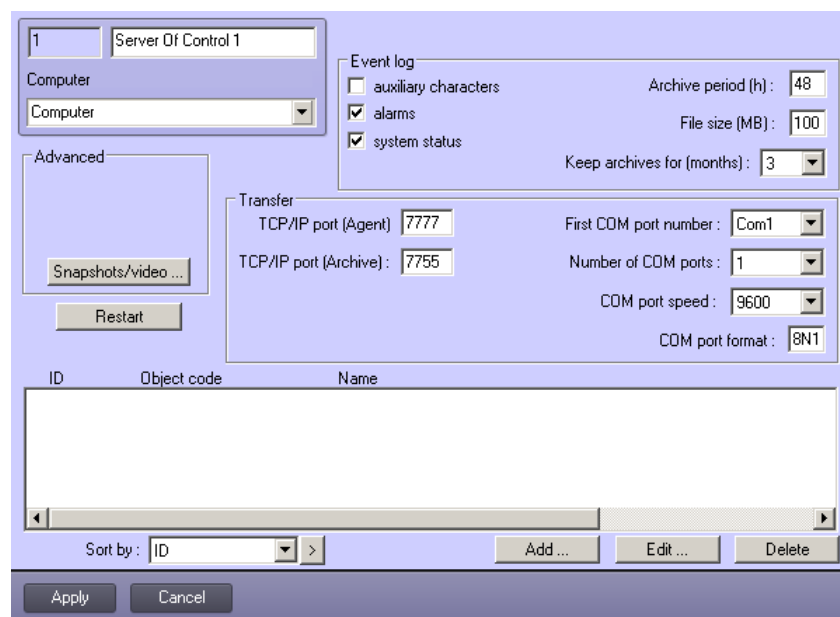 1 Server Of Control 1
Computer
Computer
Event log
auxiliary characters
alarms
system status
Archive period (h) : 48
File size (MB) : 100
Keep archives for (months) : 3
Advanced
Snapshots/video ...
Restart
Transfer
TCP/IP port (Agent) 7777
TCP/IP port (Archive) : 7755
First COM port number : Com1
Number of COM ports : 1
COM port speed : 9600
COM port format : 8N1
ID Object code Name
Sort by : ID >
Add ... Edit ... Delete
Apply Cancel